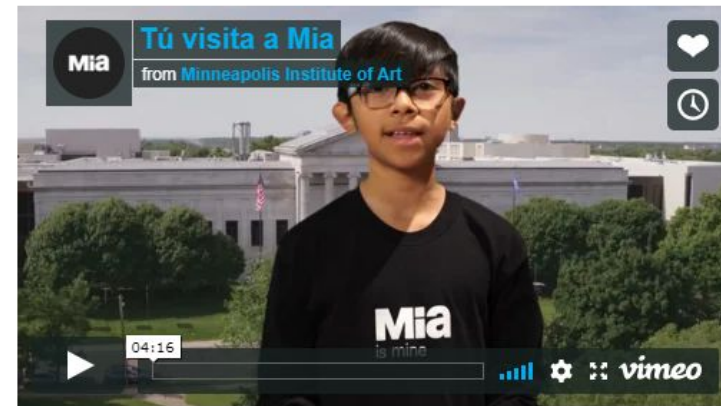 Mia
Tú visita a Mia
from Minneapolis Institute of Art
Mia
is mine
04:16
vimeo